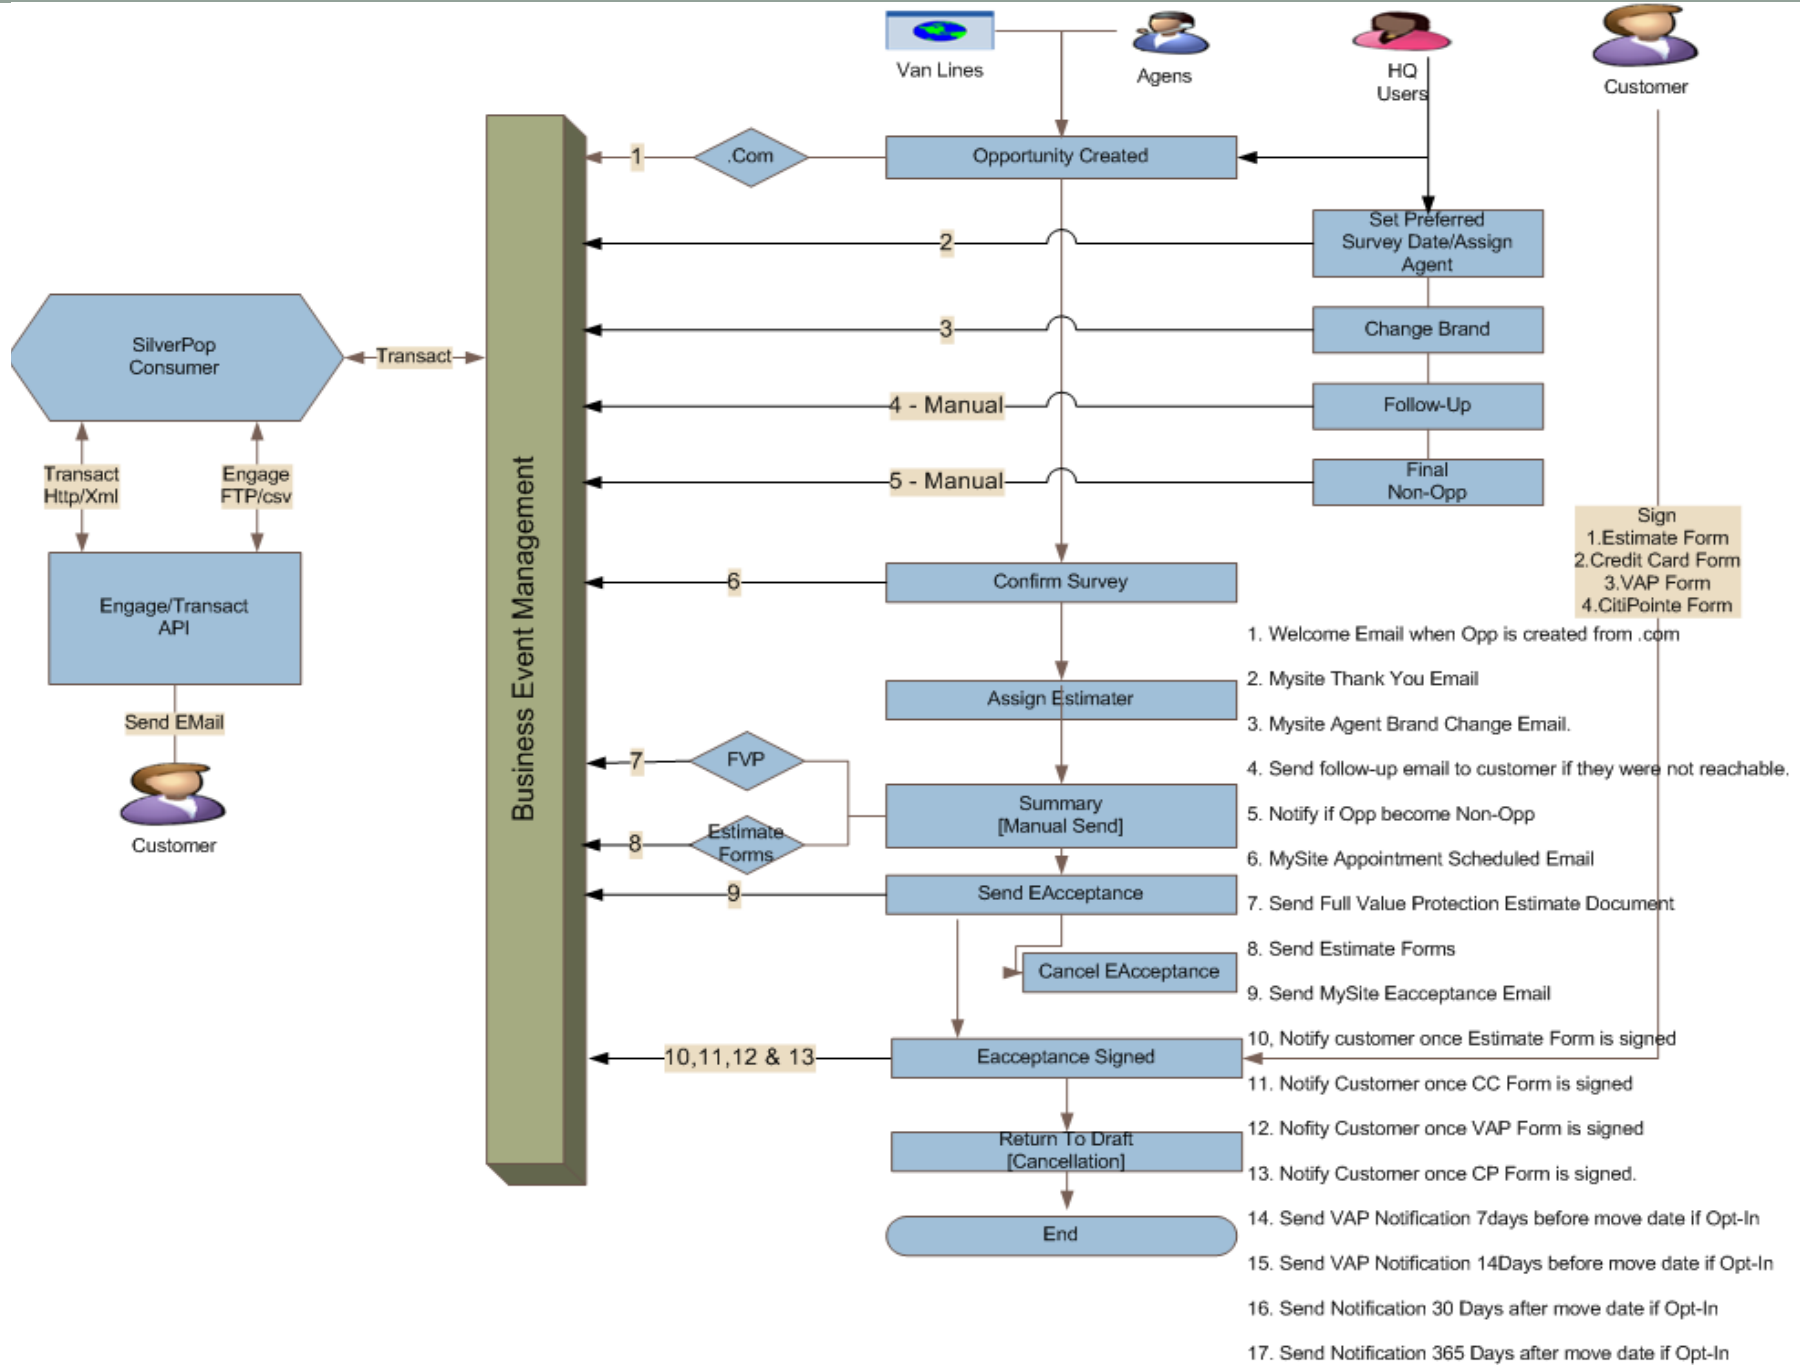 Van Lines
Agens
HQ
Users
Customer
.Com
1
Opportunity Created
Set Preferred
Survey Date/Assign
Agent
2
3
Change Brand
SilverPop
Consumer
Transact
4 - Manual
Follow-Up
5 - Manual
Final
Non-Opp
Transact
Http/Xml
Engage
FTP/csv
Business Event Management
Sign
1.Estimate Form
2.Credit Card Form
3.VAP Form
4.CitiPointe Form
6
Confirm Survey
Engage/Transact
API
Send EMail
Customer
Assign Estimater
7
FVP
Summary
[Manual Send]
8
Estimate
Forms
9
Send EAcceptance
Cancel EAcceptance
10,11,12 & 13
Eacceptance Signed
Return To Draft
[Cancellation]
End
1. Welcome Email when Opp is created from .com
2. Mysite Thank You Email
3. Mysite Agent Brand Change Email.
4. Send follow-up email to customer if they were not reachable.
5. Notify if Opp become Non-Opp
6. MySite Appointment Scheduled Email
7. Send Full Value Protection Estimate Document
8. Send Estimate Forms
9. Send MySite Eacceptance Email
10, Notify customer once Estimate Form is signed
11. Notify Customer once CC Form is signed
12. Nofity Customer once VAP Form is signed
13. Notify Customer once CP Form is signed.
14. Send VAP Notification 7days before move date if Opt-In
15. Send VAP Notification 14Days before move date if Opt-In
16. Send Notification 30 Days after move date if Opt-In
17. Send Notification 365 Days after move date if Opt-In